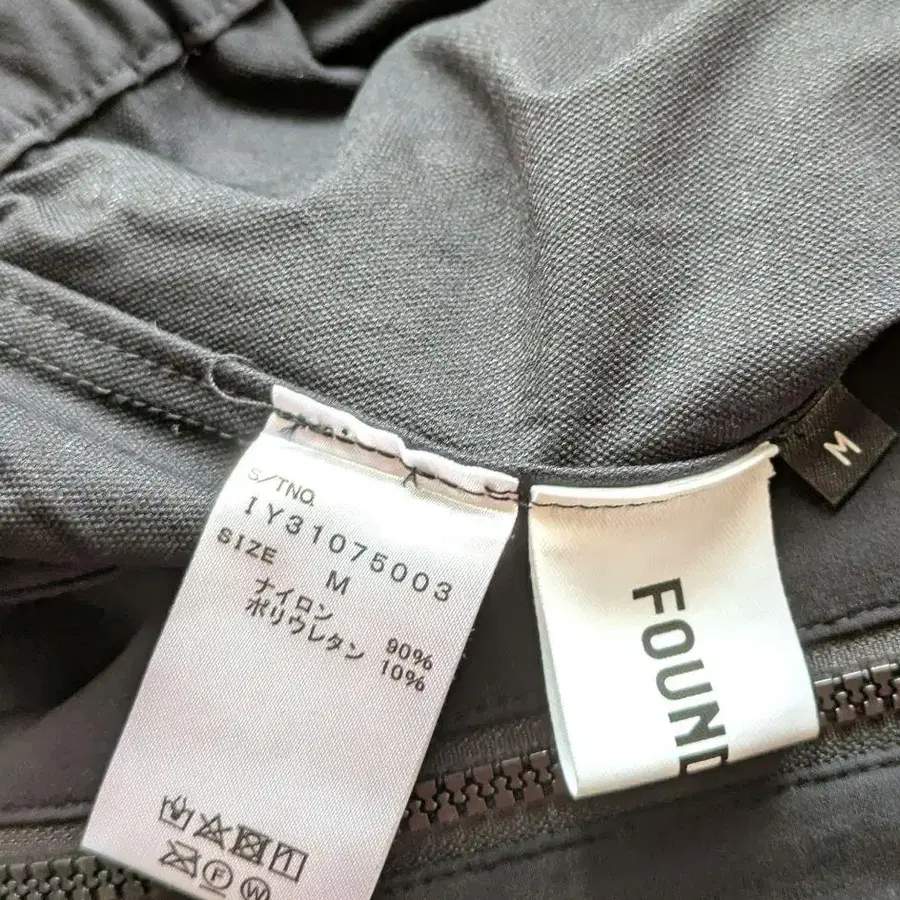 S/TNO.
IY31075003
SIZE M
ナイロン 90%
ポリウレタン 10%
F W
FOUND
M